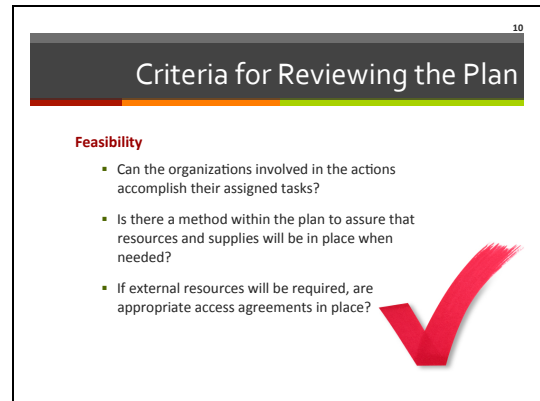 10
Criteria for Reviewing the Plan
Feasibility
▪ Can the organizations involved in the actions
accomplish their assigned tasks?
▪ Is there a method within the plan to assure that
resources and supplies will be in place when
needed?
▪ If external resources will be required, are
appropriate access agreements in place?